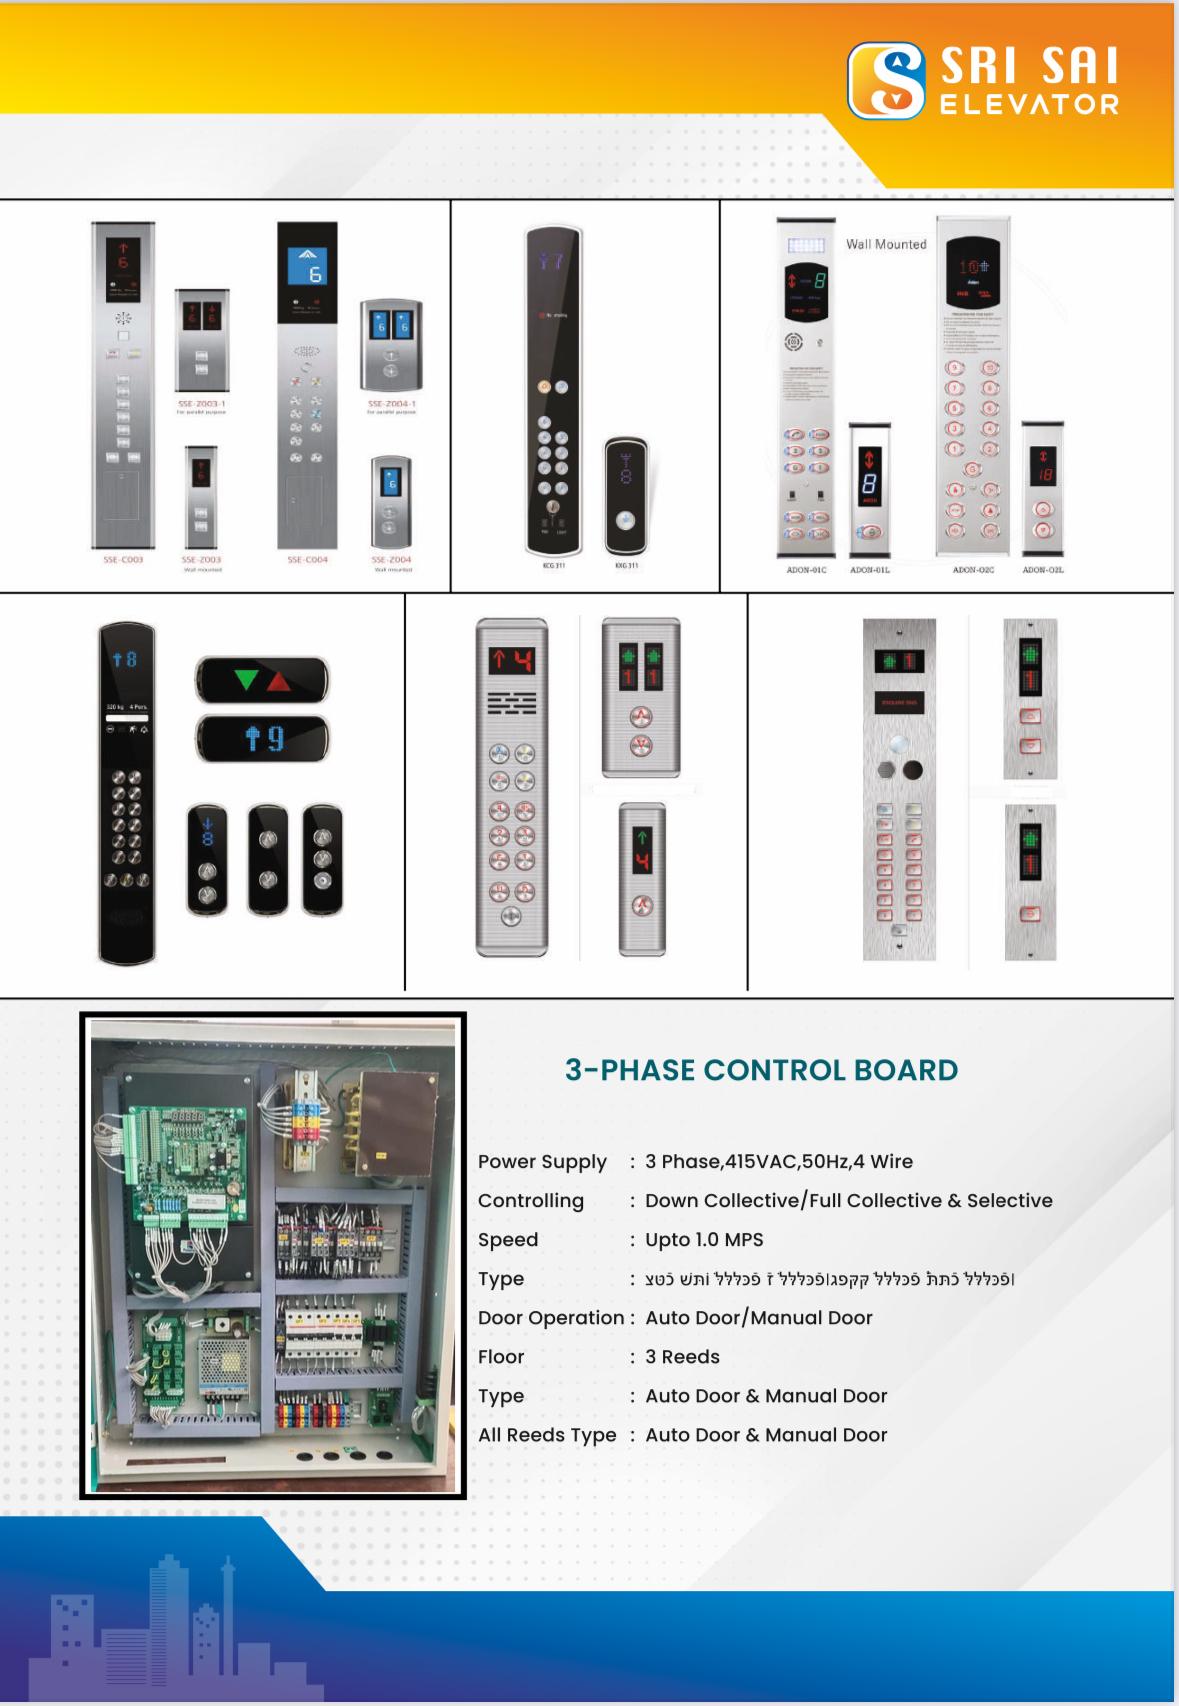 SRI SAI
ELEVATOR
SSE-C003
SSE-Z003-1
For parallel purpose
SSE-Z003
Wall mounted
SSE-C004
SSE-Z004-1
For parallel purpose
SSE-Z004
Wall mounted
KCG 311
KXG 311
Wall Mounted
ADON-01C
ADON-01L
ADON-02C
ADON-02L
320 kg 4 Pers.
3-PHASE CONTROL BOARD
Power Supply : 3 Phase,415VAC,50Hz,4 Wire
Controlling : Down Collective/Full Collective & Selective
Speed : Upto 1.0 MPS
Type :
Door Operation : Auto Door/Manual Door
Floor : 3 Reeds
Type : Auto Door & Manual Door
All Reeds Type : Auto Door & Manual Door